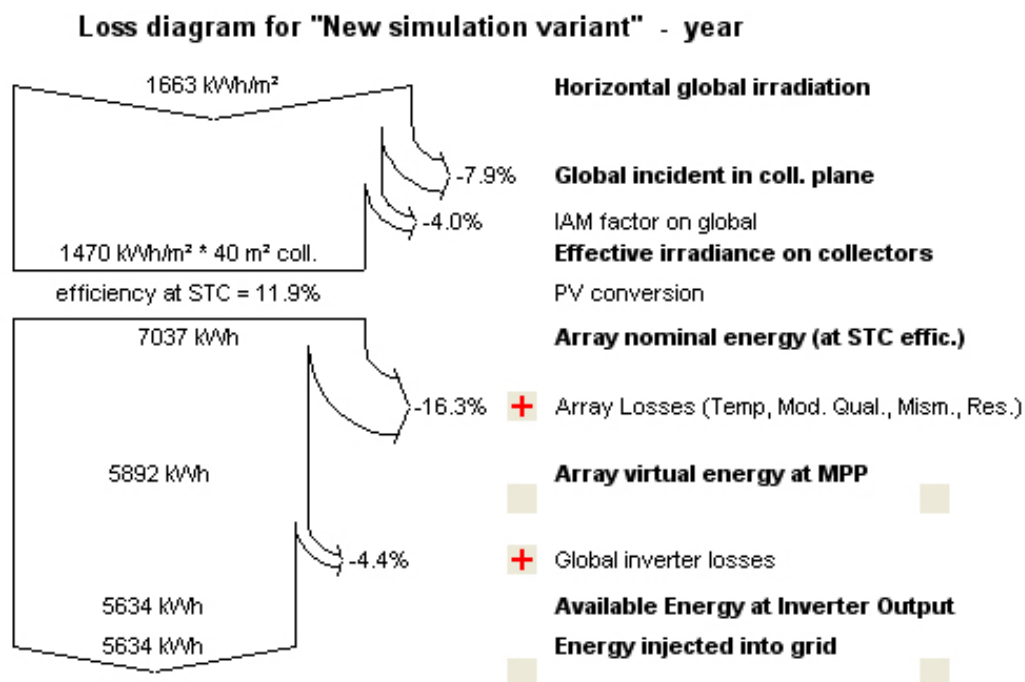 Loss diagram for "New simulation variant" - year
1663 kWh/m² Horizontal global irradiation
-7.9% Global incident in coll. plane
-4.0% IAM factor on global
1470 kWh/m² * 40 m² coll. Effective irradiance on collectors
efficiency at STC = 11.9% PV conversion
7037 kWh Array nominal energy (at STC effic.)
-16.3% + Array Losses (Temp, Mod. Qual., Mism., Res.)
5892 kWh Array virtual energy at MPP
-4.4% + Global inverter losses
5634 kWh Available Energy at Inverter Output
5634 kWh Energy injected into grid